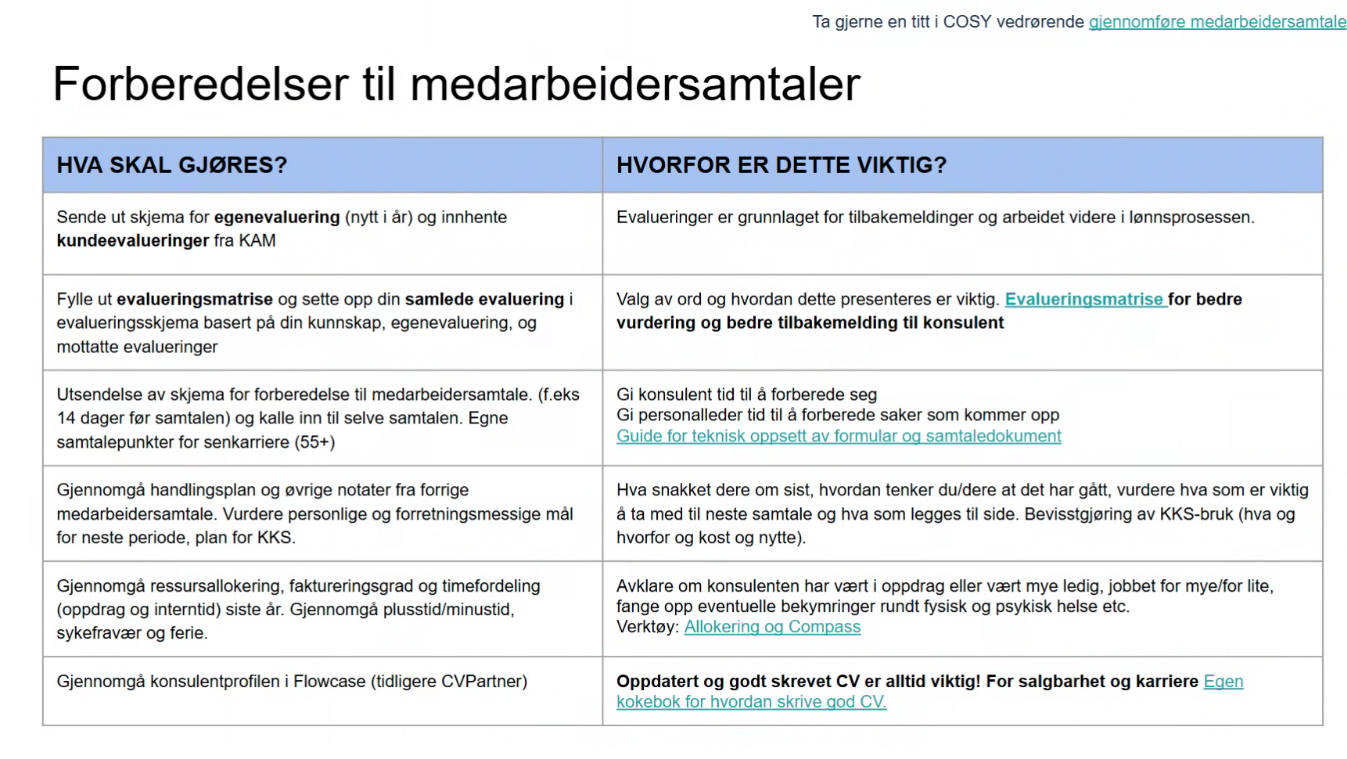 Ta gjerne en titt i COSY vedrørende gjennomføre medarbeidersamtale
Forberedelser til medarbeidersamtaler
HVA SKAL GJØRES?
HVORFOR ER DETTE VIKTIG?
Sende ut skjema for egenevaluering (nytt i år) og innhente
kundeevalueringer fra KAM
Evalueringer er grunnlaget for tilbakemeldinger og arbeidet videre i lønnsprosessen.
Fylle ut evalueringsmatrise og sette opp din samlede evaluering i
evalueringsskjema basert på din kunnskap, egenevaluering, og
mottatte evalueringer
Valg av ord og hvordan dette presenteres er viktig. Evalueringsmatrise for bedre
vurdering og bedre tilbakemelding til konsulent
Utsendelse av skjema for forberedelse til medarbeidersamtale. (f.eks
14 dager før samtalen) og kalle inn til selve samtalen. Egne
samtalepunkter for senkarriere (55+)
Gi konsulent tid til å forberede seg
Gi personalleder tid til å forberede saker som kommer opp
Guide for teknisk oppsett av formular og samtaledokument
Gjennomgå handlingsplan og øvrige notater fra forrige
medarbeidersamtale. Vurdere personlige og forretningsmessige mål
for neste periode, plan for KKS.
Hva snakket dere om sist, hvordan tenker du/dere at det har gått, vurdere hva som er viktig
å ta med til neste samtale og hva som legges til side. Bevisstgjøring av KKS-bruk (hva og
hvorfor og kost og nytte).
Gjennomgå ressursallokering, faktureringsgrad og timefordeling
(oppdrag og interntid) siste år. Gjennomgå plusstid/minustid,
sykefravær og ferie.
Avklare om konsulenten har vært i oppdrag eller vært mye ledig, jobbet for mye/for lite,
fange opp eventuelle bekymringer rundt fysisk og psykisk helse etc.
Verktøy: Allokering og Compass
Gjennomgå konsulentprofilen i Flowcase (tidligere CVPartner)
Oppdatert og godt skrevet CV er alltid viktig! For salgbarhet og karriere Egen
kokebok for hvordan skrive god CV.